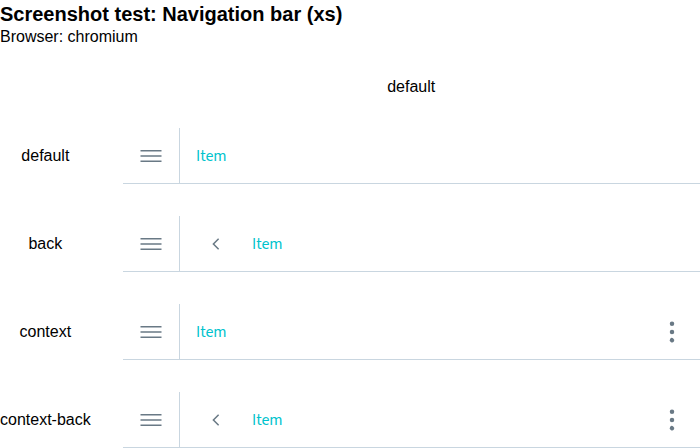 Screenshot test: Navigation bar (xs)
Browser: chromium
default
default
Item
back
Item
context
Item
context-back
Item